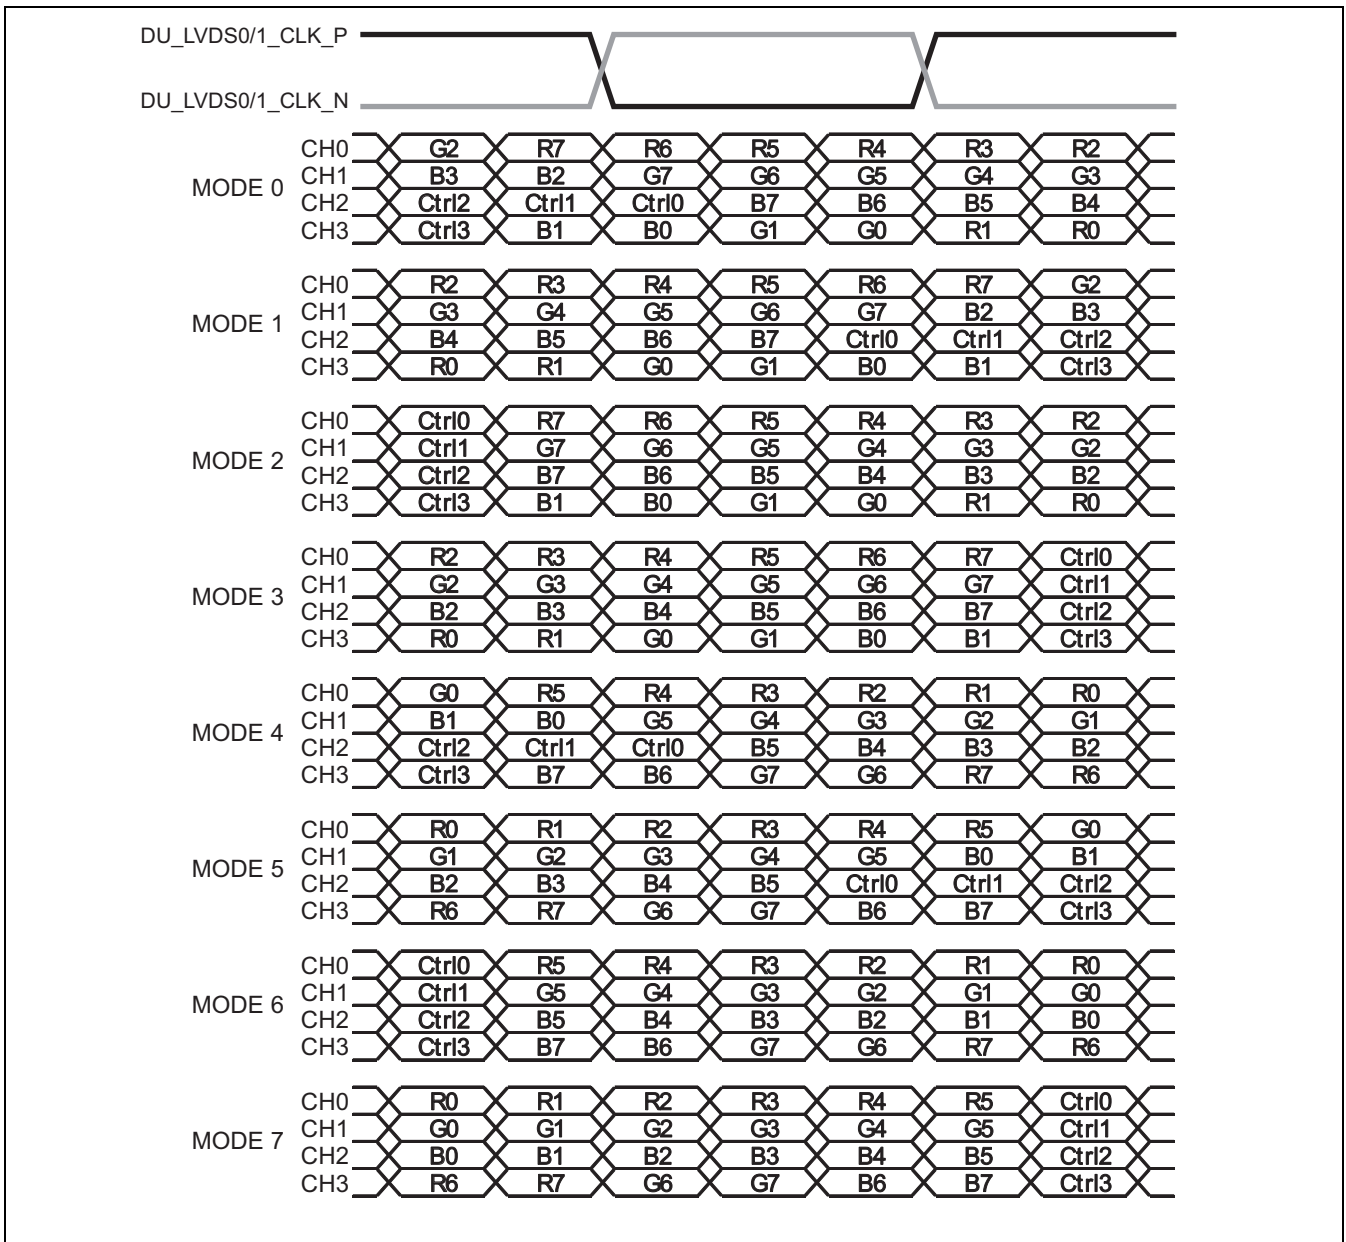 DU_LVDS0/1_CLK_P
DU_LVDS0/1_CLK_N
MODE 0
CH0 G2 R7 R6 R5 R4 R3 R2
CH1 B3 B2 G7 G6 G5 G4 G3
CH2 Ctrl2 Ctrl1 Ctrl0 B7 B6 B5 B4
CH3 Ctrl3 B1 B0 G1 G0 R1 R0
MODE 1
CH0 R2 R3 R4 R5 R6 R7 G2
CH1 G3 G4 G5 G6 G7 B2 B3
CH2 B4 B5 B6 B7 Ctrl0 Ctrl1 Ctrl2
CH3 R0 R1 G0 G1 B0 B1 Ctrl3
MODE 2
CH0 Ctrl0 R7 R6 R5 R4 R3 R2
CH1 Ctrl1 G7 G6 G5 G4 G3 G2
CH2 Ctrl2 B7 B6 B5 B4 B3 B2
CH3 Ctrl3 B1 B0 G1 G0 R1 R0
MODE 3
CH0 R2 R3 R4 R5 R6 R7 Ctrl0
CH1 G2 G3 G4 G5 G6 G7 Ctrl1
CH2 B2 B3 B4 B5 B6 B7 Ctrl2
CH3 R0 R1 G0 G1 B0 B1 Ctrl3
MODE 4
CH0 G0 R5 R4 R3 R2 R1 R0
CH1 B1 B0 G5 G4 G3 G2 G1
CH2 Ctrl2 Ctrl1 Ctrl0 B5 B4 B3 B2
CH3 Ctrl3 B7 B6 G7 G6 R7 R6
MODE 5
CH0 R0 R1 R2 R3 R4 R5 G0
CH1 G1 G2 G3 G4 G5 B0 B1
CH2 B2 B3 B4 B5 Ctrl0 Ctrl1 Ctrl2
CH3 R6 R7 G6 G7 B6 B7 Ctrl3
MODE 6
CH0 Ctrl0 R5 R4 R3 R2 R1 R0
CH1 Ctrl1 G5 G4 G3 G2 G1 G0
CH2 Ctrl2 B5 B4 B3 B2 B1 B0
CH3 Ctrl3 B7 B6 G7 G6 R7 R6
MODE 7
CH0 R0 R1 R2 R3 R4 R5 Ctrl0
CH1 G0 G1 G2 G3 G4 G5 Ctrl1
CH2 B0 B1 B2 B3 B4 B5 Ctrl2
CH3 R6 R7 G6 G7 B6 B7 Ctrl3